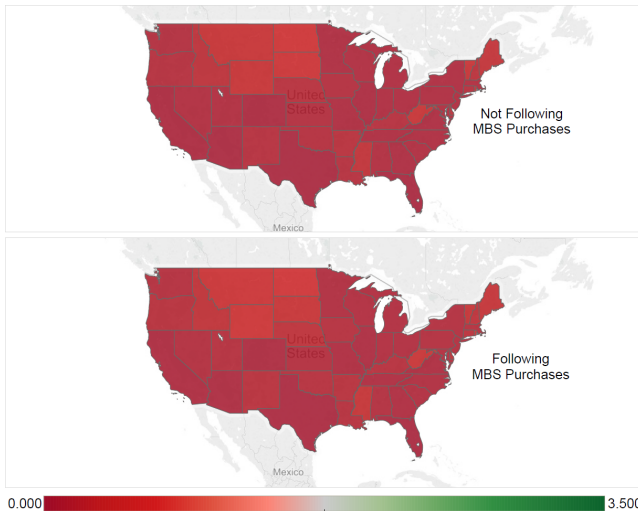 United
States
Not Following
MBS Purchases
Mexico
United
States
Following
MBS Purchases
Mexico
0.000 3.500